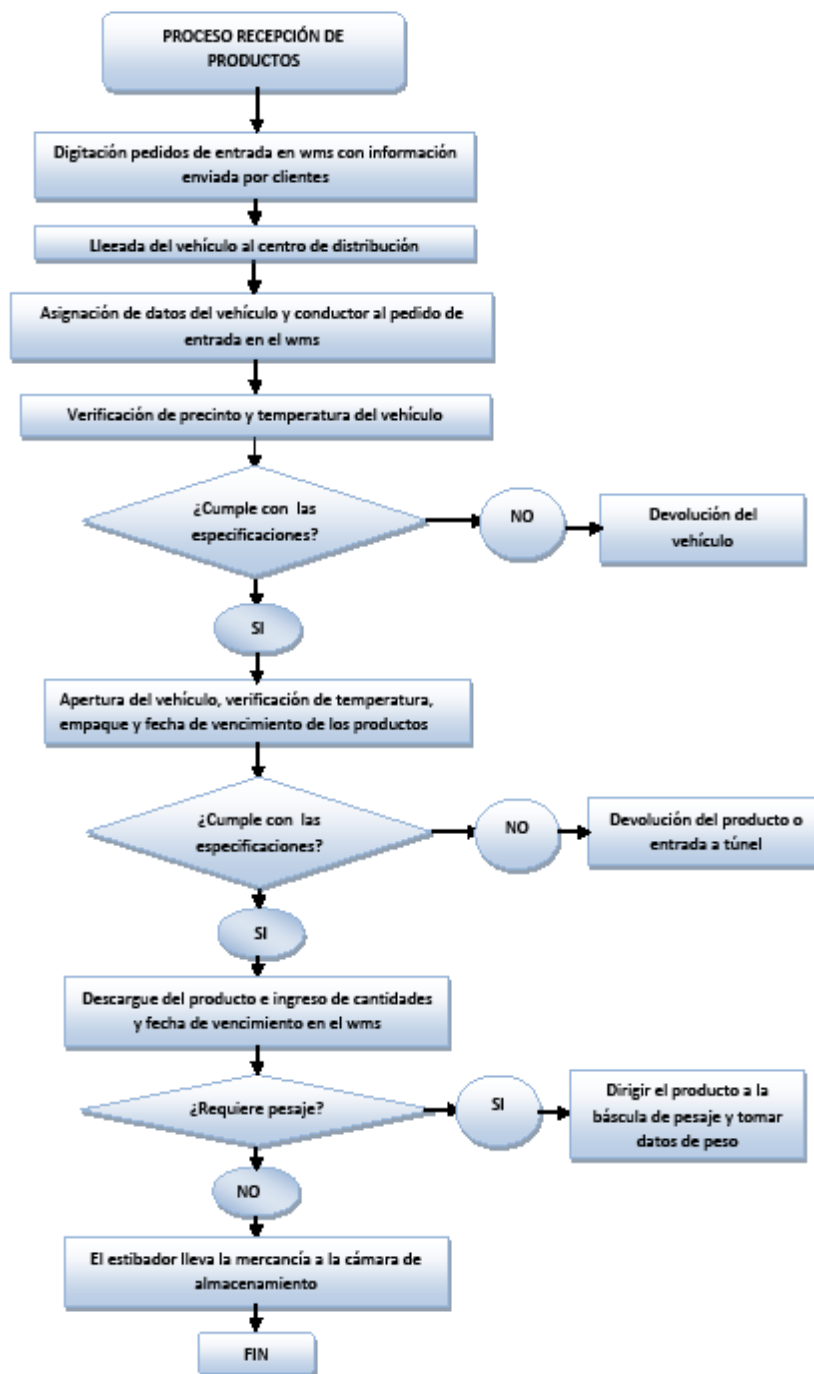 PROCESO RECEPCIÓN DE
PRODUCTOS
Digitación pedidos de entrada en wms con información
enviada por clientes
Llegada del vehículo al centro de distribución
Asignación de datos del vehículo y conductor al pedido de
entrada en el wms
Verificación de precinto y temperatura del vehículo
¿Cumple con las
especificaciones?
NO
Devolución del
vehículo
SI
Apertura del vehículo, verificación de temperatura,
empaque y fecha de vencimiento de los productos
¿Cumple con las
especificaciones?
NO
Devolución del producto o
entrada a túnel
SI
Descargue del producto e ingreso de cantidades
y fecha de vencimiento en el wms
¿Requiere pesaje?
SI
Dirigir el producto a la
báscula de pesaje y tomar
datos de peso
NO
El estibador lleva la mercancía a la cámara de
almacenamiento
FIN